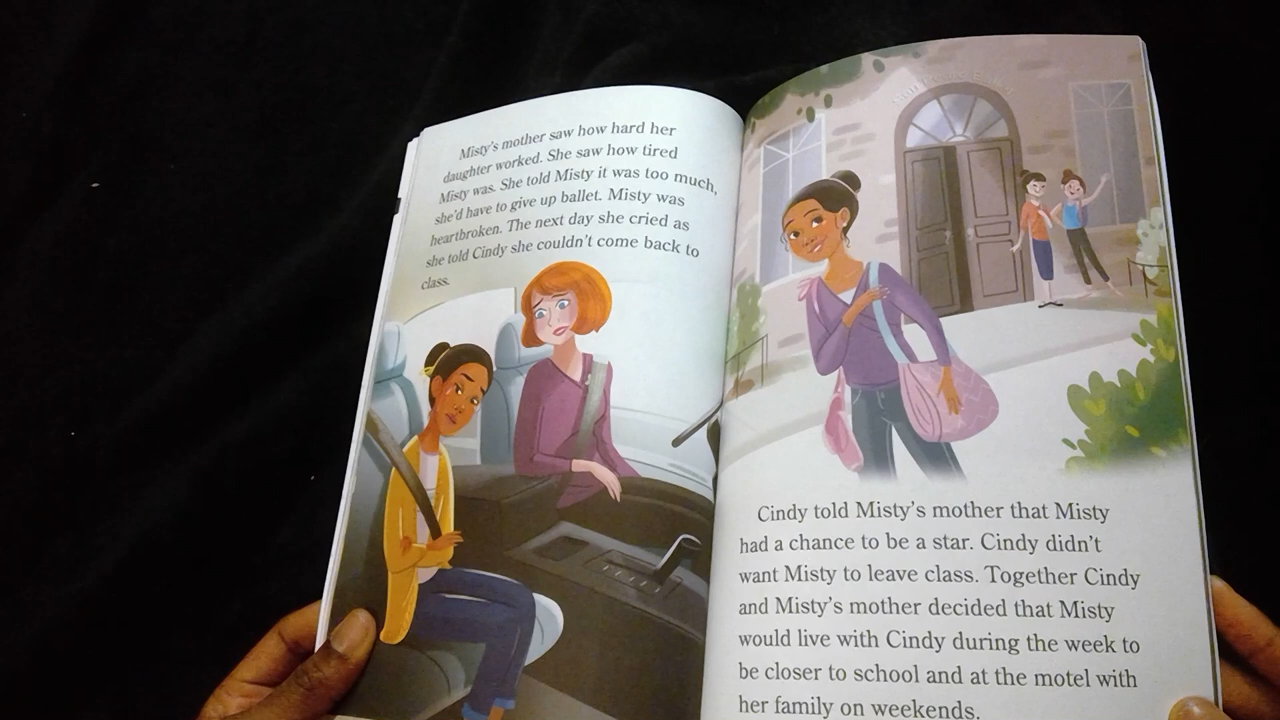 Misty's mother saw how hard her
daughter worked. She saw how tired
Misty was. She told Misty it was too much,
she'd have to give up ballet. Misty was
heartbroken. The next day she cried as
she told Cindy she couldn't come back to
class.
Cindy told Misty's mother that Misty
had a chance to be a star. Cindy didn't
want Misty to leave class. Together Cindy
and Misty's mother decided that Misty
would live with Cindy during the week to
be closer to school and at the motel with
her family on weekends.